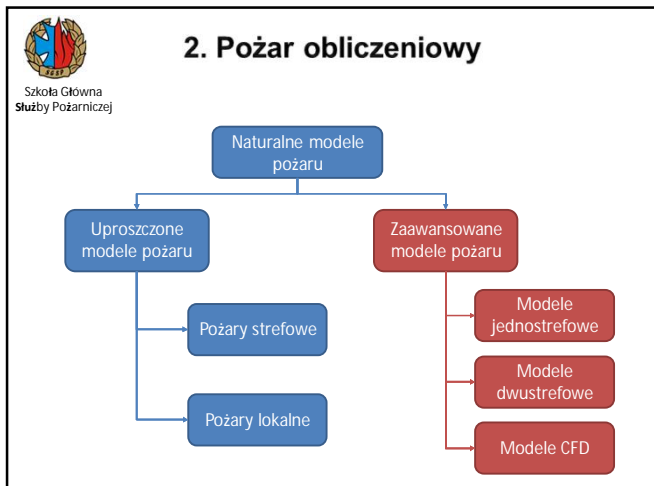 2. Pożar obliczeniowy
SGSP
Szkoła Główna
Służby Pożarniczej
Naturalne modele
pożaru
Uproszczone
modele pożaru
Zaawansowane
modele pożaru
Pożary strefowe
Pożary lokalne
Modele
jednostrefowe
Modele
dwustrefowe
Modele CFD